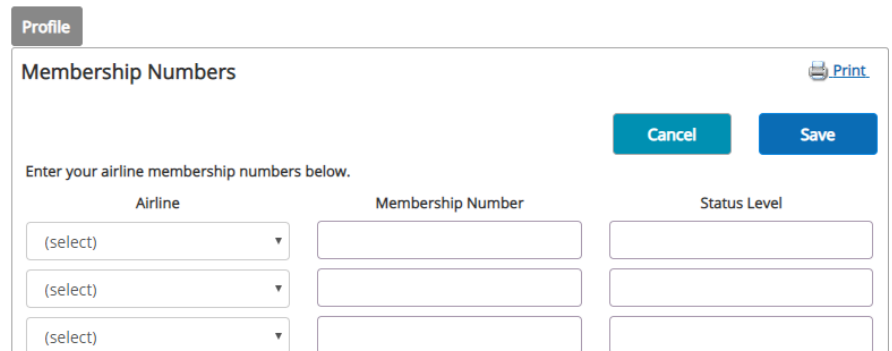 Profile
Membership Numbers
Print
Cancel
Save
Enter your airline membership numbers below.
Airline Membership Number Status Level
(select)
(select)
(select)